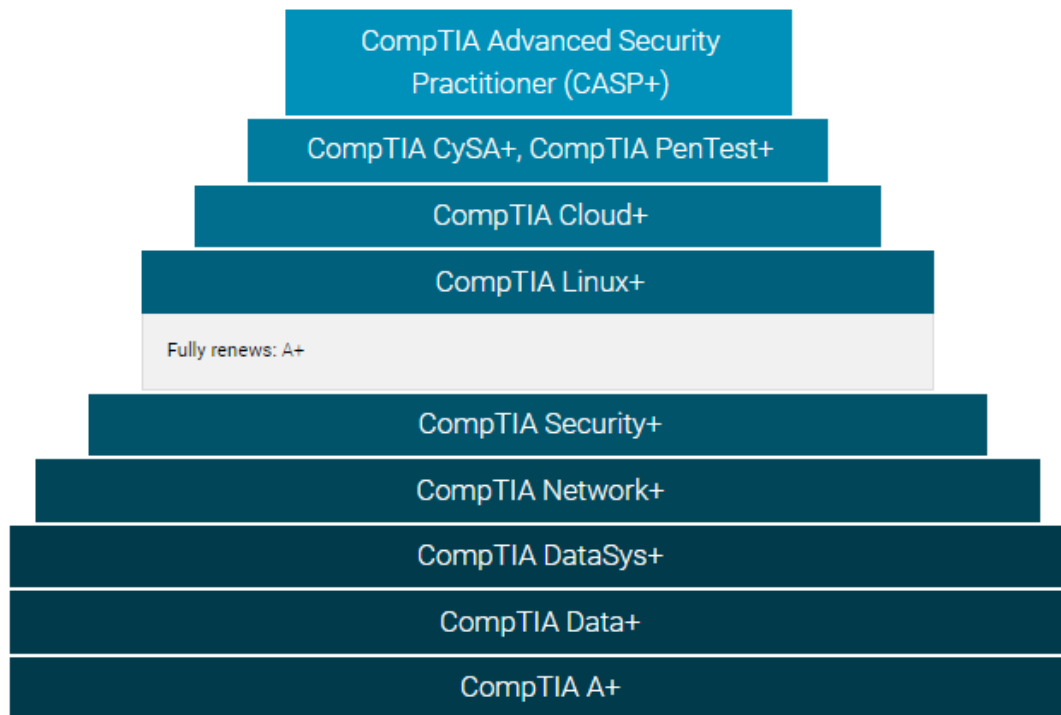 CompTIA Advanced Security
Practitioner (CASP+)
CompTIA CySA+, CompTIA PenTest+
CompTIA Cloud+
CompTIA Linux+
Fully renews: A+
CompTIA Security+
CompTIA Network+
CompTIA DataSys+
CompTIA Data+
CompTIA A+